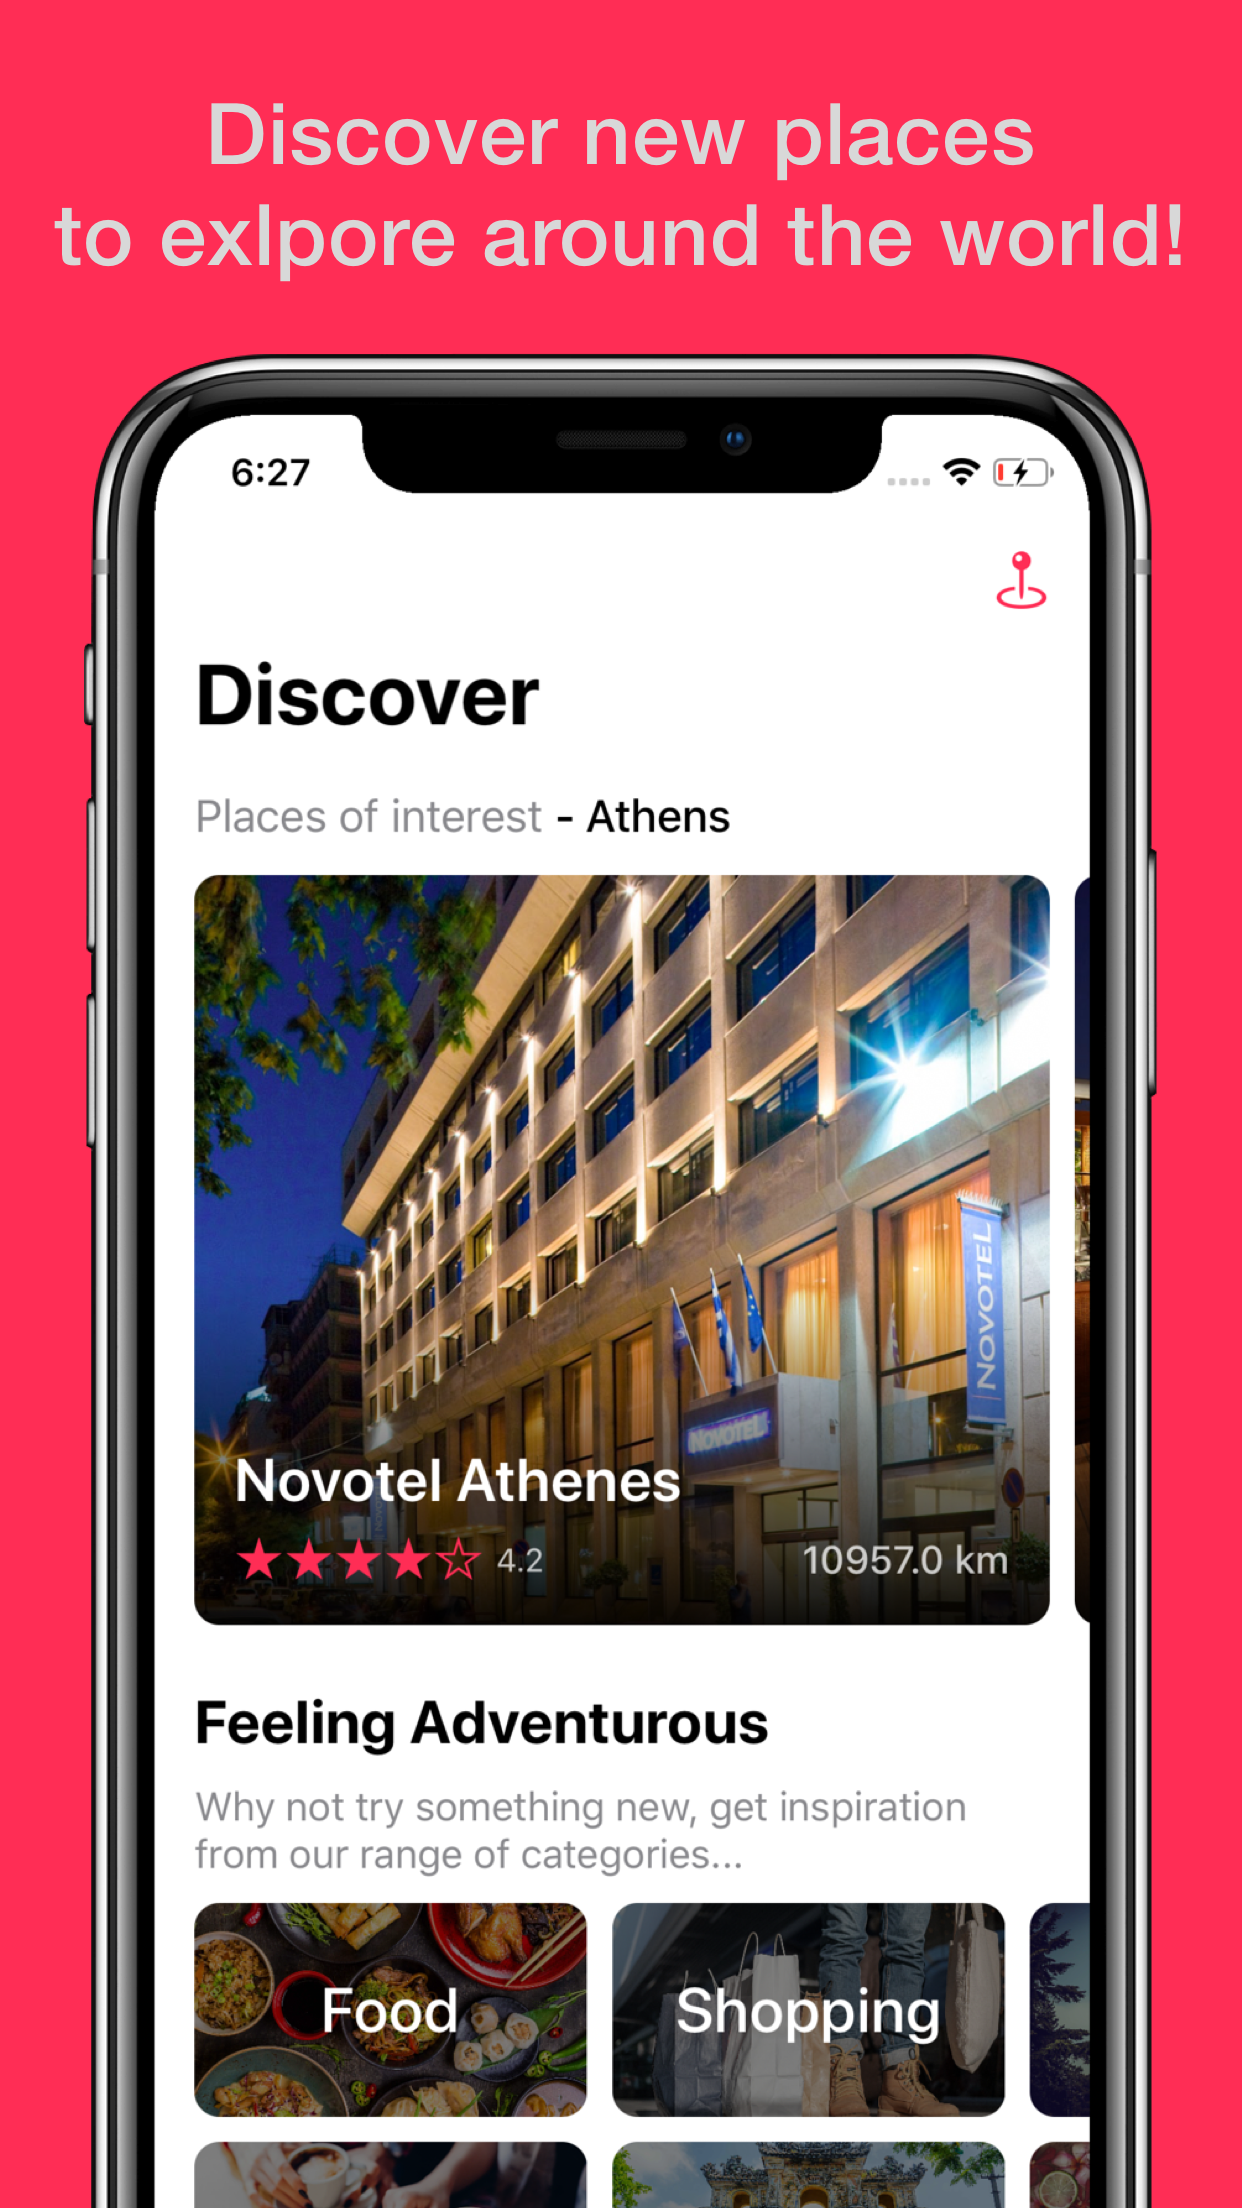 Discover new places
to exlpore around the world!
6:27
Discover
Places of interest - Athens
NOVOTEL
NOVOTEL
Novotel Athenes
4.2
10957.0 km
Feeling Adventurous
Why not try something new, get inspiration
from our range of categories...
Food
Shopping